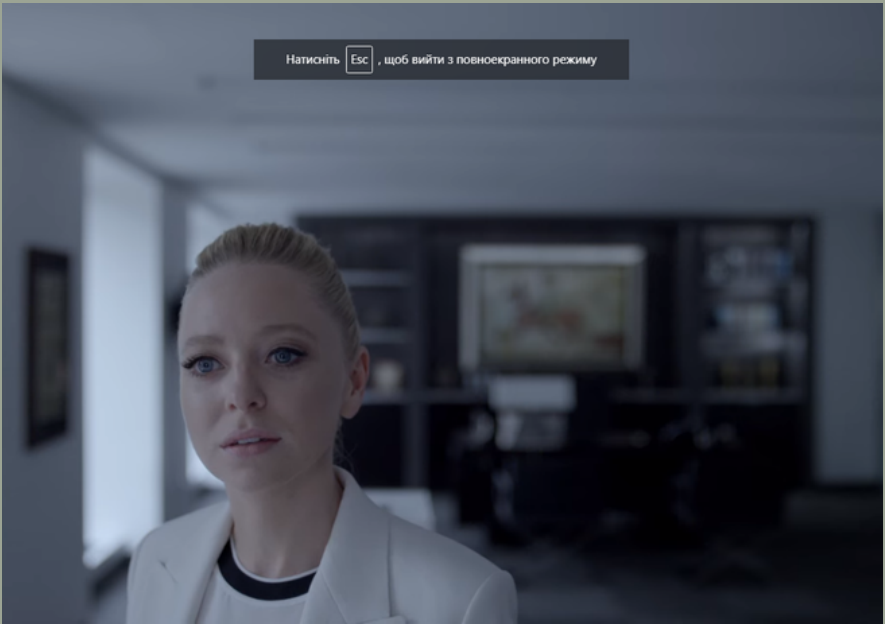 Натисніть Esc , щоб вийти з повноекранного режиму